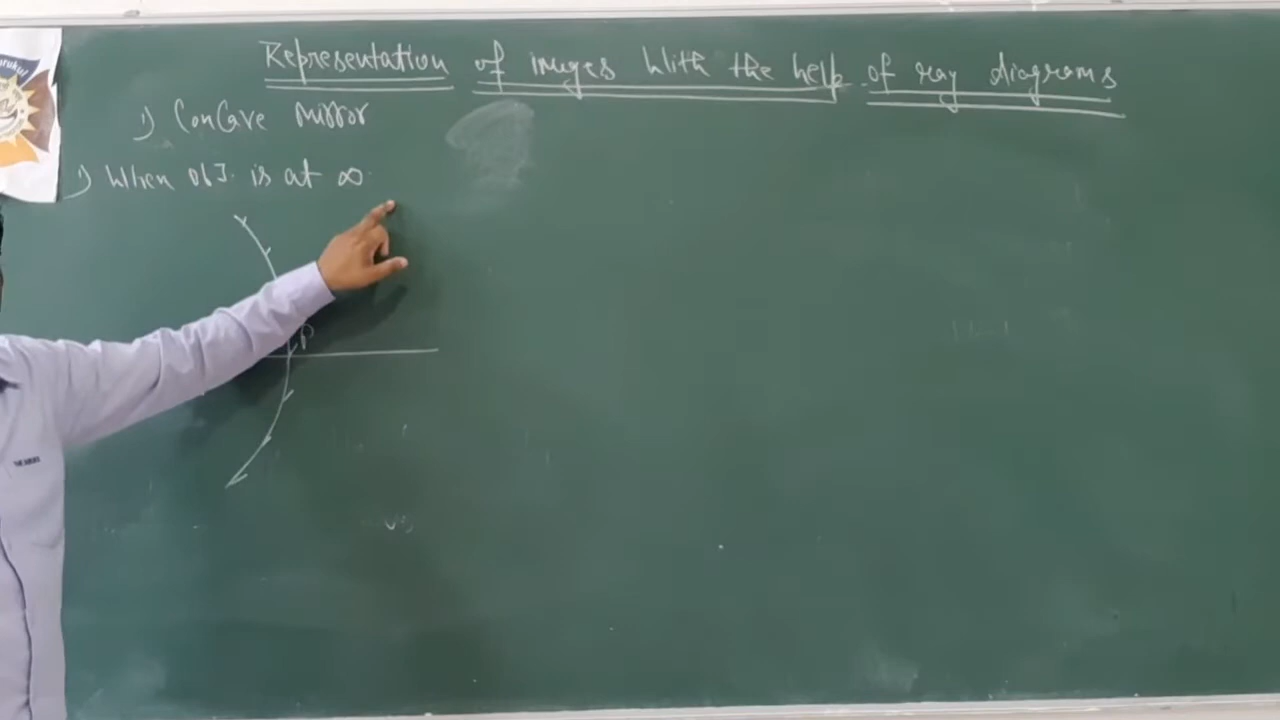 Representation of images With the help of ray diagrams
1) Concave mirror
1) When obj. is at ∞
P